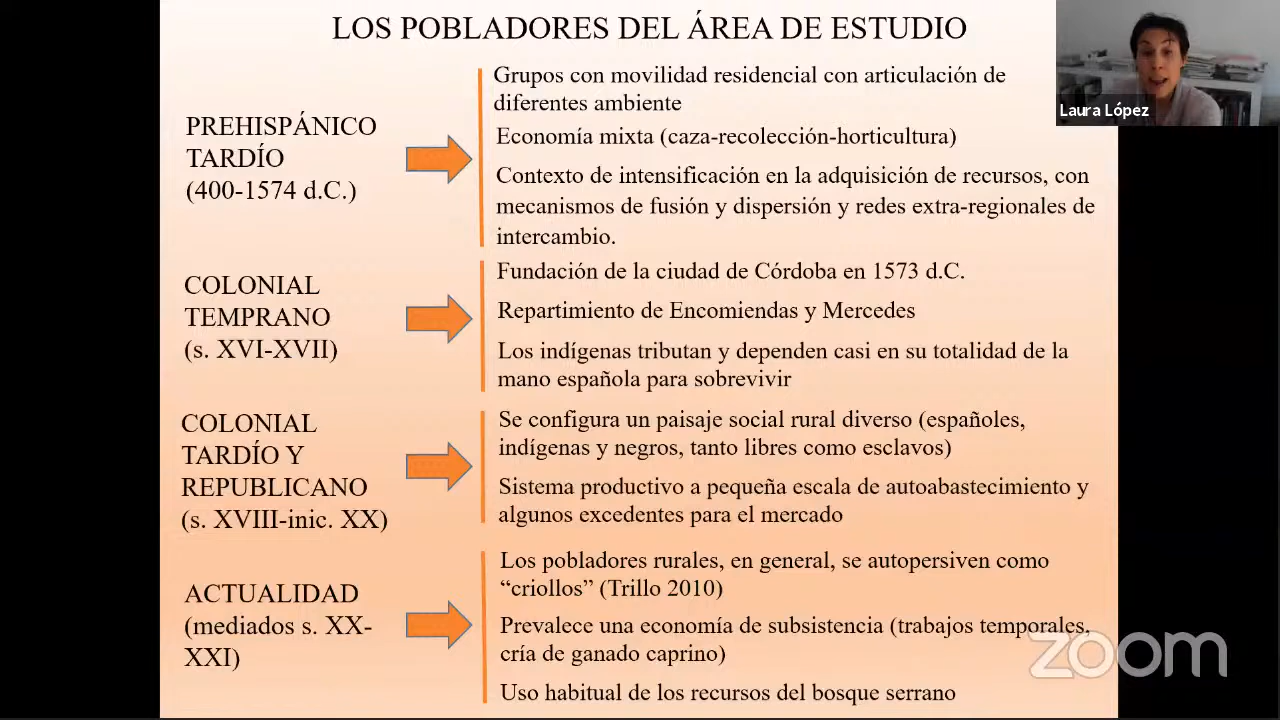 LOS POBLADORES DEL ÁREA DE ESTUDIO
Laura López
PREHISPÁNICO
TARDÍO
(400-1574 d.C.)
Grupos con movilidad residencial con articulación de
diferentes ambiente
Economía mixta (caza-recolección-horticultura)
Contexto de intensificación en la adquisición de recursos, con
mecanismos de fusión y dispersión y redes extra-regionales de
intercambio.
COLONIAL
TEMPRANO
(s. XVI-XVII)
Fundación de la ciudad de Córdoba en 1573 d.C.
Repartimiento de Encomiendas y Mercedes
Los indígenas tributan y dependen casi en su totalidad de la
mano española para sobrevivir
COLONIAL
TARDÍO Y
REPUBLICANO
(s. XVIII-inic. XX)
Se configura un paisaje social rural diverso (españoles,
indígenas y negros, tanto libres como esclavos)
Sistema productivo a pequeña escala de autoabastecimiento y
algunos excedentes para el mercado
ACTUALIDAD
(mediados s. XX-
XXI)
Los pobladores rurales, en general, se autopersiven como
“criollos” (Trillo 2010)
Prevalece una economía de subsistencia (trabajos temporales,
cría de ganado caprino)
Uso habitual de los recursos del bosque serrano
zoom